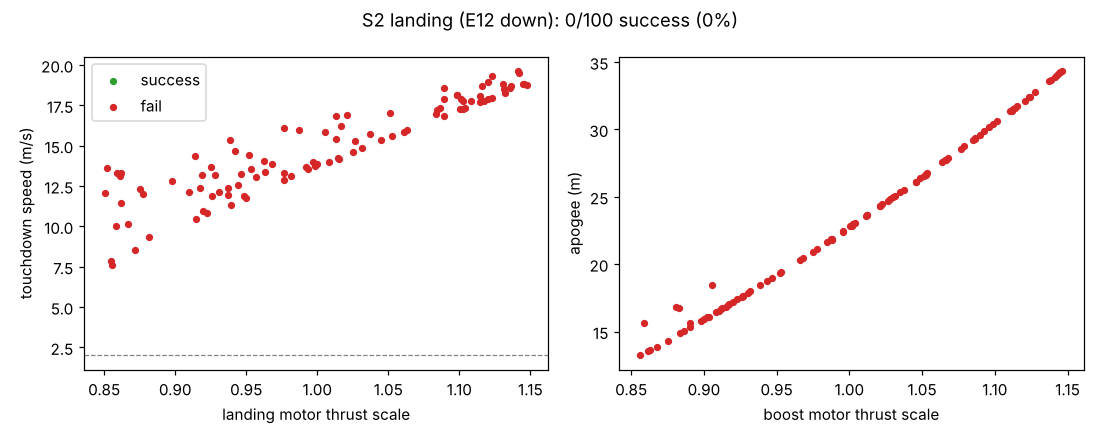 S2 landing (E12 down): 0/100 success (0%)
success
fail
touchdown speed (m/s)
20.0
17.5
15.0
12.5
10.0
7.5
5.0
2.5
0.85 0.90 0.95 1.00 1.05 1.10 1.15
landing motor thrust scale
apogee (m)
35
30
25
20
15
0.85 0.90 0.95 1.00 1.05 1.10 1.15
boost motor thrust scale